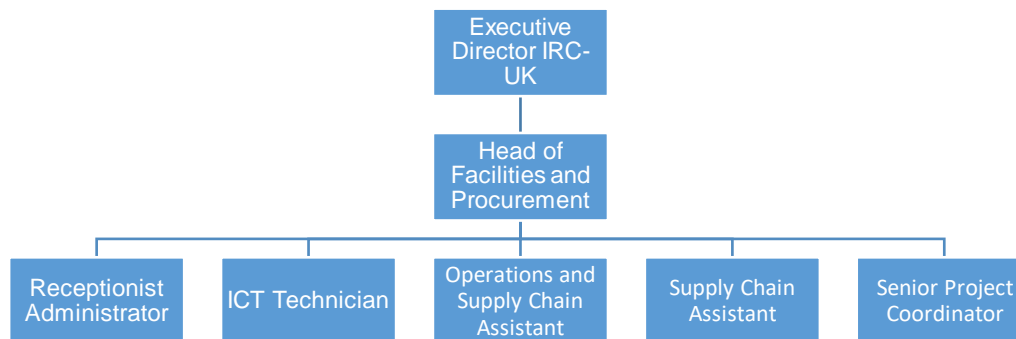 Executive
Director IRC-
UK
Head of
Facilities and
Procurement
Receptionist
Administrator
ICT Technician
Operations and
Supply Chain
Assistant
Supply Chain
Assistant
Senior Project
Coordinator